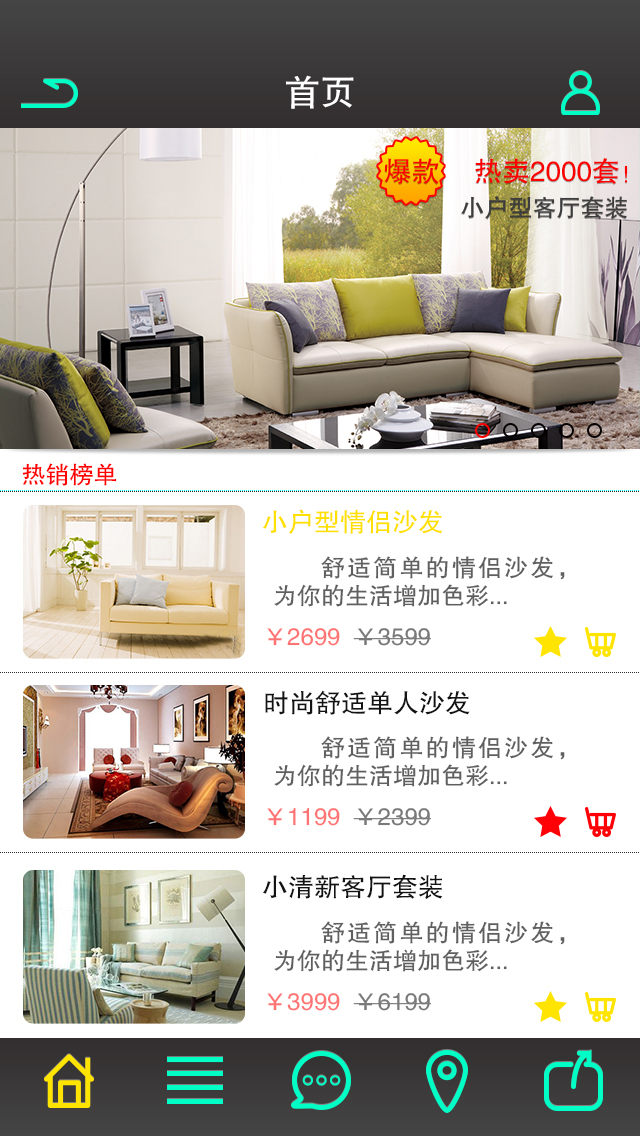 首页
爆款
热卖2000套!
小户型客厅套装
热销榜单
小户型情侣沙发
舒适简单的情侣沙发，
为你的生活增加色彩...
￥2699 ￥3599
时尚舒适单人沙发
舒适简单的情侣沙发，
为你的生活增加色彩...
￥1199 ￥2399
小清新客厅套装
舒适简单的情侣沙发，
为你的生活增加色彩...
￥3999 ￥6199